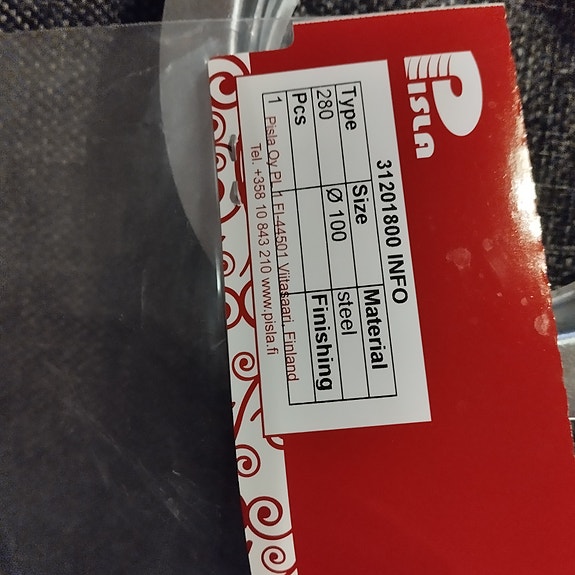 PISLA
31201800 INFO
Type Size Material
280 Ø 100 steel
Pcs Finishing
1
Pisla Oy PL 1 FI-44501 Viitasaari, Finland
Tel. +358 10 843 210 www.pisla.fi